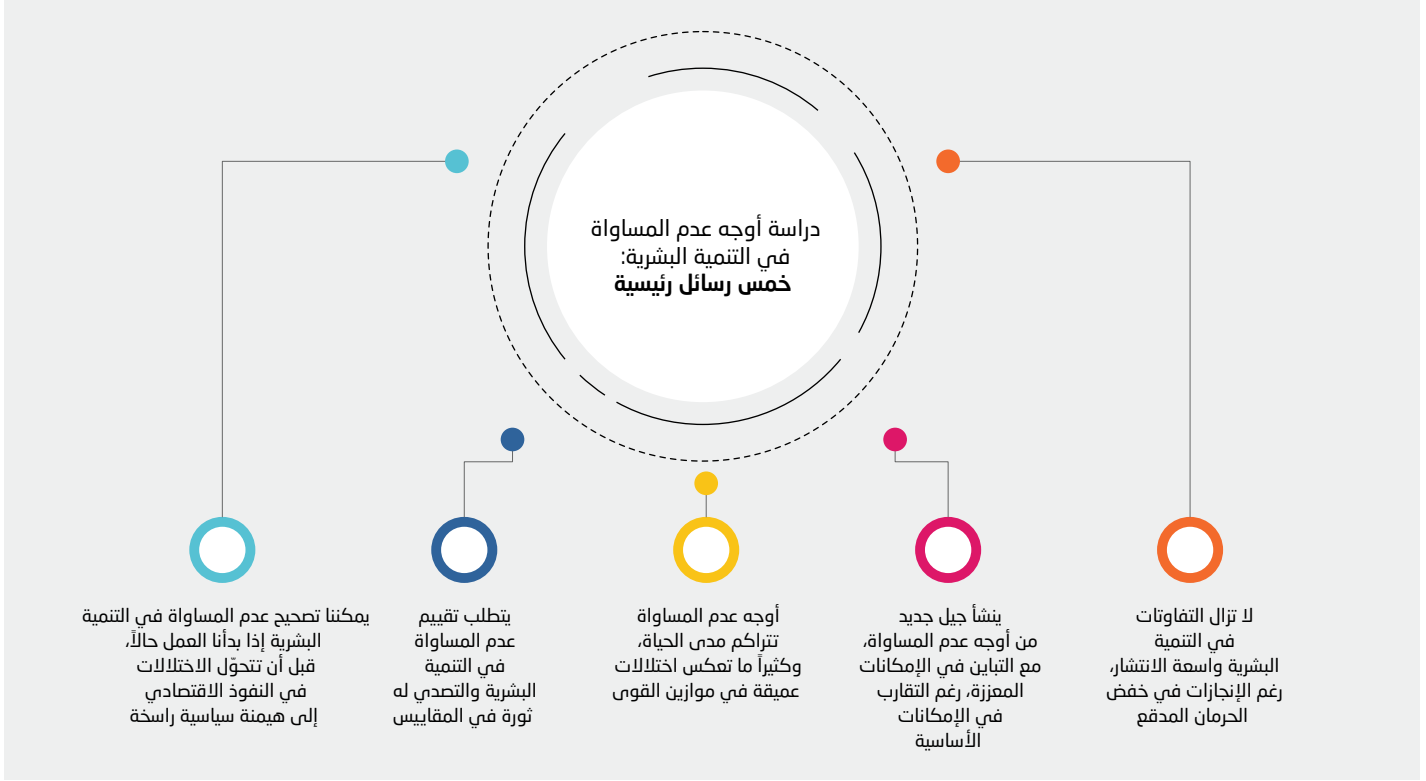 دراسة أوجه عدم المساواة
في التنمية البشرية:
خمس رسائل رئيسية
لا تزال التفاوتات
في التنمية
البشرية واسعة الانتشار،
رغم الإنجازات في خفض
الحرمان المدقع
ينشأ جيل جديد
من أوجه عدم المساواة،
مع التباين في الإمكانات
المعززة، رغم التقارب
في الإمكانات
الأساسية
أوجه عدم المساواة
تتراكم مدى الحياة،
وكثيراً ما تعكس اختلالات
عميقة في موازين القوى
يتطلب تقييم
عدم المساواة
في التنمية
البشرية والتصدي له
ثورة في المقاييس
يمكننا تصحيح عدم المساواة في التنمية
البشرية إذا بدأنا العمل حالاً،
قبل أن تتحوّل الاختلالات
في النفوذ الاقتصادي
إلى هيمنة سياسية راسخة